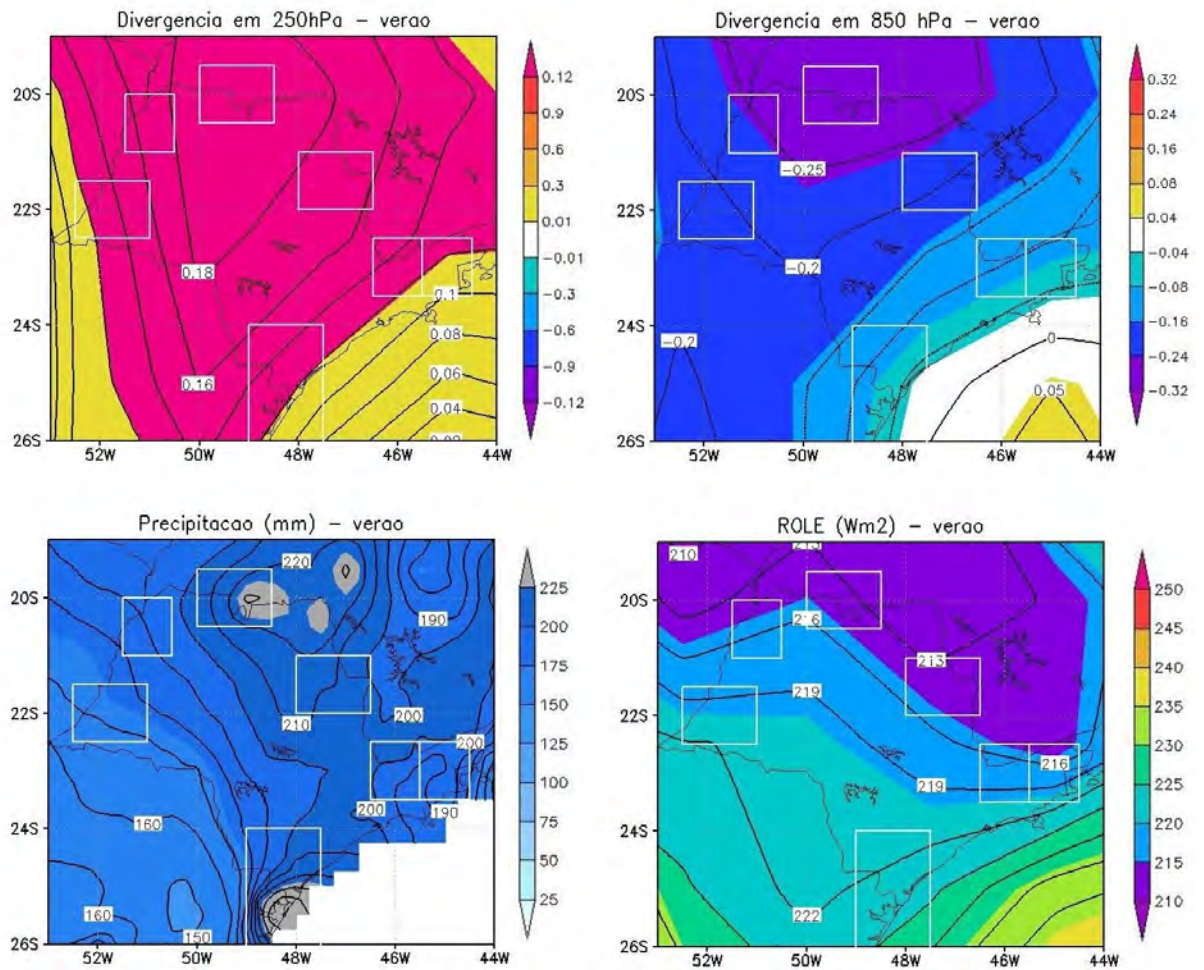 Divergencia em 250hPa – verao
20S
22S
24S
26S
52W
50W
48W
46W
44W
0.18
0.16
0.1
0.08
0.06
0.04
0.12
0.9
0.6
0.3
0.01
−0.01
−0.3
−0.6
−0.9
−0.12
Divergencia em 850 hPa – verao
20S
22S
24S
26S
52W
50W
48W
46W
44W
−0.25
−0.2
−0.2
0
0.05
0.32
0.24
0.16
0.08
0.04
−0.04
−0.08
−0.16
−0.24
−0.32
Precipitacao (mm) – verao
20S
22S
24S
26S
52W
50W
48W
46W
44W
220
190
210
200
200
200
190
160
160
150
225
200
175
150
125
100
75
50
25
ROLE (Wm2) – verao
20S
22S
24S
26S
52W
50W
48W
46W
44W
210
213
216
213
219
216
219
222
250
245
240
235
230
225
220
215
210